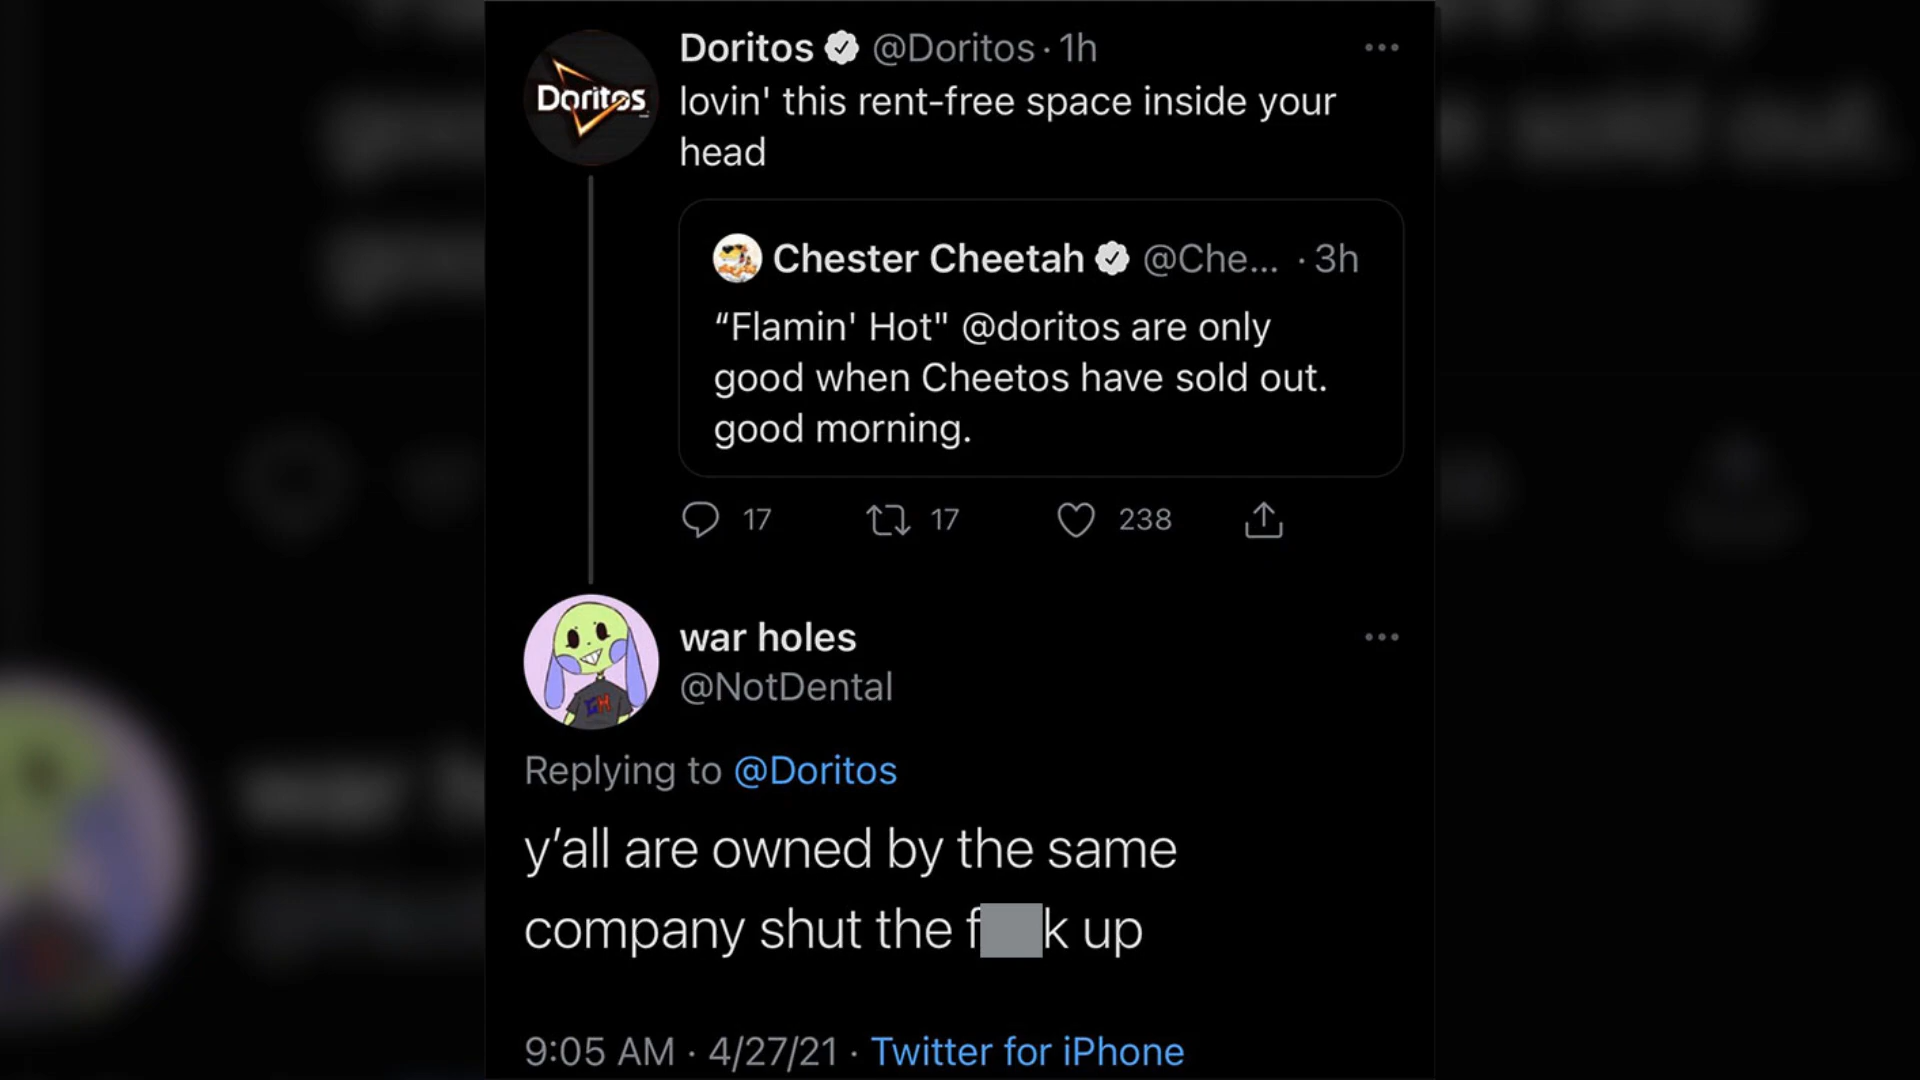 Doritos @Doritos · 1h
Doritos
lovin' this rent-free space inside your
head
Chester Cheetah @Che... · 3h
“Flamin' Hot" @doritos are only
good when Cheetos have sold out.
good morning.
17 17 238
war holes
@NotDental
GM
Replying to @Doritos
y’all are owned by the same
company shut the f k up
9:05 AM · 4/27/21 · Twitter for iPhone